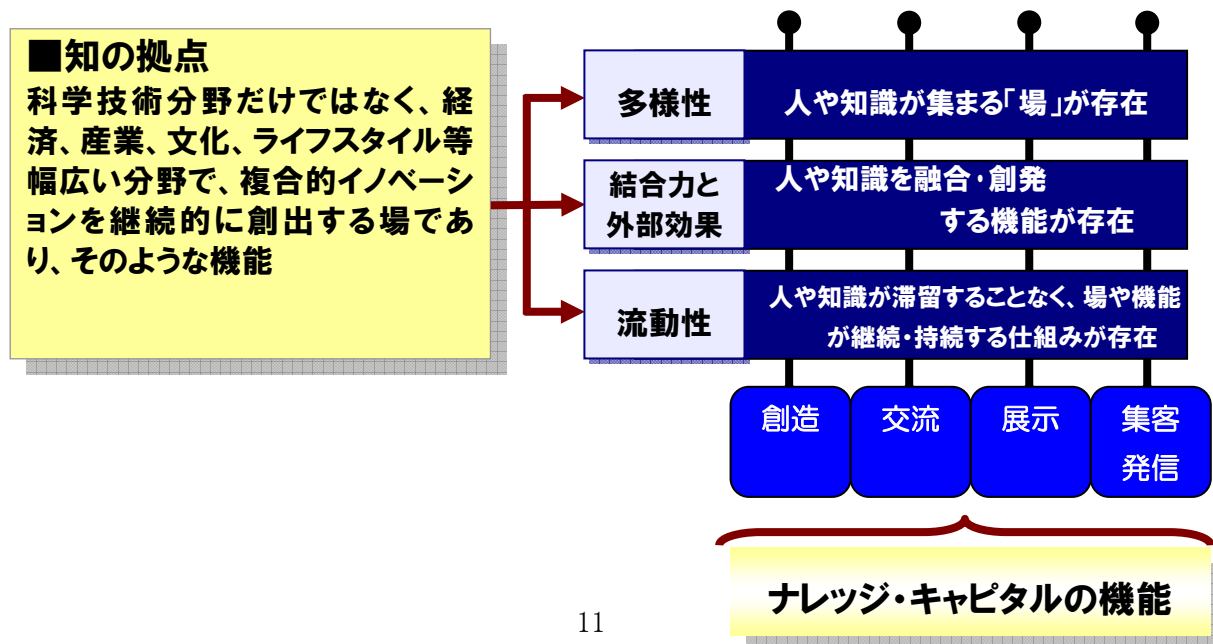 ■知の拠点
科学技術分野だけではなく、経
済、産業、文化、ライフスタイル等
幅広い分野で、複合的イノベーシ
ョンを継続的に創出する場であ
り、そのような機能
多様性
人や知識が集まる「場」が存在
結合力と
外部効果
人や知識を融合・創発
する機能が存在
流動性
人や知識が滞留することなく、場や機能
が継続・持続する仕組みが存在
創造
交流
展示
集客
発信
ナレッジ・キャピタルの機能
11